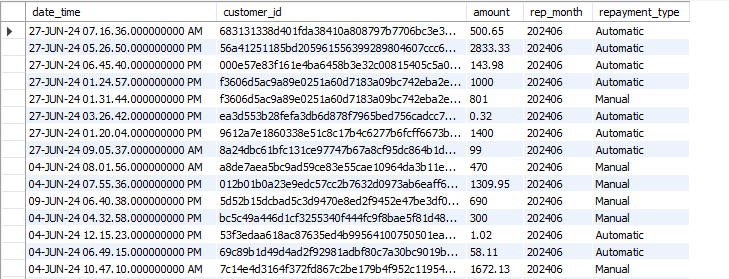 date_time customer_id amount rep_month repayment_type
27-JUN-24 07.16.36.000000000 AM 683131338d401fda38410a808797b7706bc3e3... 500.65 202406 Automatic
27-JUN-24 05.26.50.000000000 PM 56a41251185bd205961556399289804607ccc6... 2833.33 202406 Automatic
27-JUN-24 06.45.40.000000000 PM 000e57e83f161e4ba6458b3e32c00815405c5a0... 143.98 202406 Automatic
27-JUN-24 01.24.57.000000000 PM f3606d5ac9a89e0251a60d7183a09bc742eba2e... 1000 202406 Automatic
27-JUN-24 01.31.44.000000000 PM f3606d5ac9a89e0251a60d7183a09bc742eba2e... 801 202406 Manual
27-JUN-24 03.26.42.000000000 PM ea3d553b28fefa3db6d878f7965bed756cadcc7... 0.32 202406 Automatic
27-JUN-24 01.20.04.000000000 PM 9612a7e1860338e51c8c17b4c6277b6fcff6673b... 1400 202406 Automatic
27-JUN-24 09.05.37.000000000 AM 8a24dbc61bfc131ce97747b67a8cf95dc864b1d... 99 202406 Automatic
04-JUN-24 08.01.56.000000000 AM a8de7aea5bc9ad59ce83e55cae10964da3b11e... 470 202406 Manual
04-JUN-24 07.55.36.000000000 PM 012b01b0a23e9edc57cc2b7632d0973ab6eaff6... 1309.95 202406 Manual
09-JUN-24 06.40.38.000000000 PM 5d52b15dcbad5c3d9470e8ed2f9452e47be3df0... 690 202406 Manual
04-JUN-24 04.32.58.000000000 PM bc5c49a446d1cf3255340f444fc9f8bae5f81d48... 300 202406 Manual
04-JUN-24 12.15.23.000000000 PM 53f3edaa618ac87635ed4b99564100750501ea... 1.02 202406 Automatic
04-JUN-24 06.49.15.000000000 PM 69c89b1d49d4ad2f92981adbf80c7a30bc9019b... 58.11 202406 Automatic
04-JUN-24 10.47.10.000000000 AM 7c14e4d3164f372fd867c2be179b4f952c11954... 1672.13 202406 Manual